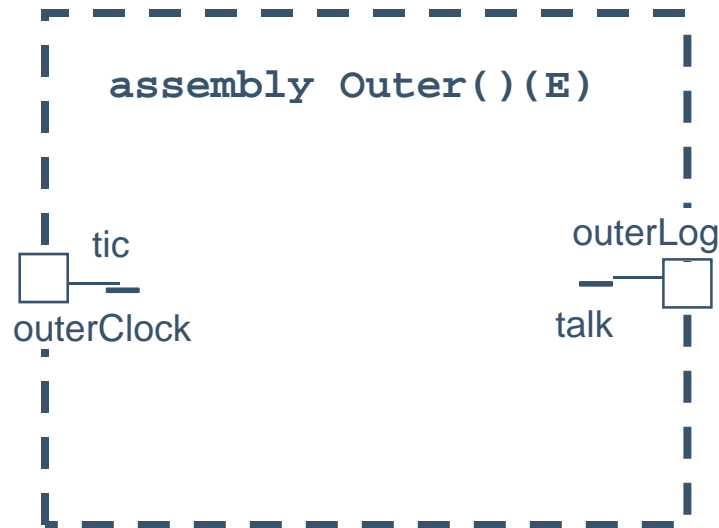 assembly Outer()(E)
outerLog
tic
outerClock
talk